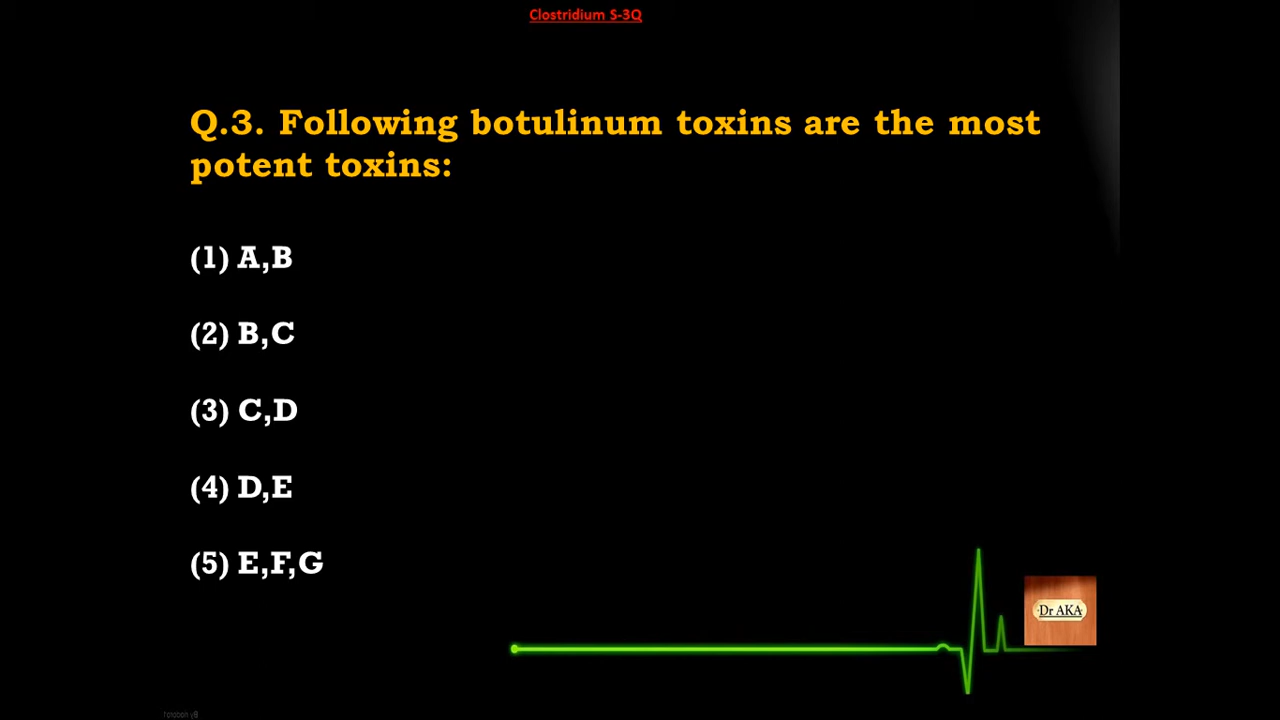 Clostridium S-3Q
Q.3. Following botulinum toxins are the most
potent toxins:
(1) A,B
(2) B,C
(3) C,D
(4) D,E
(5) E,F,G
Dr AKA